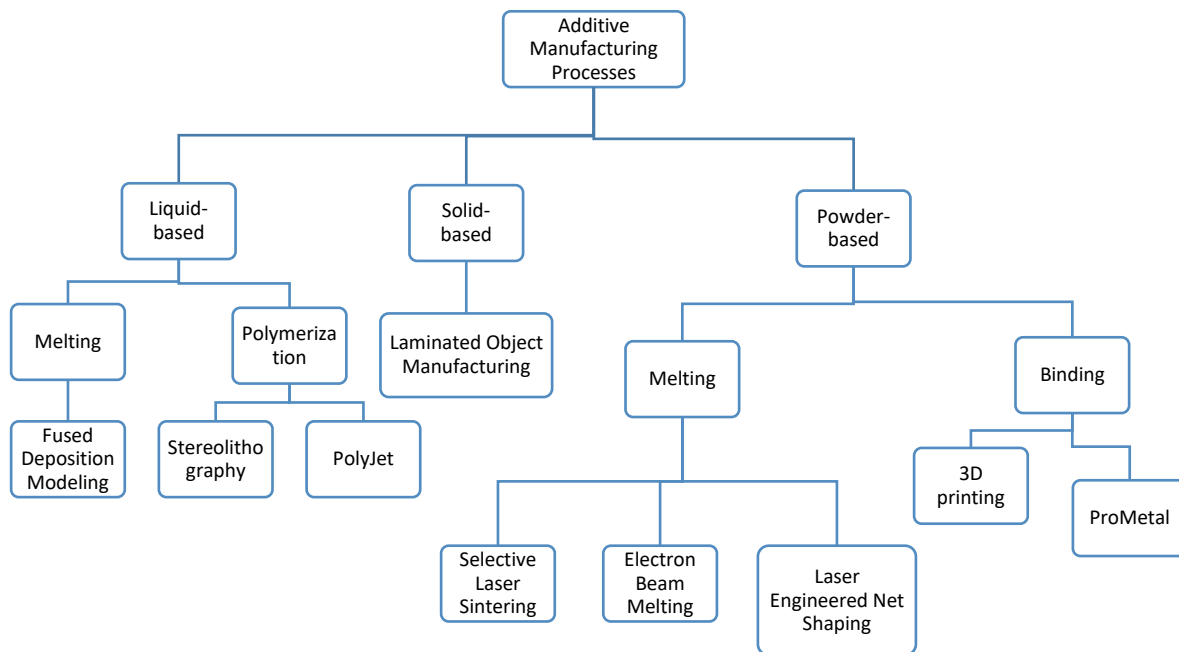 Additive
Manufacturing
Processes
Liquid-
based
Solid-
based
Powder-
based
Melting
Polymeriza
tion
Laminated Object
Manufacturing
Melting
Binding
Fused
Deposition
Modeling
Stereolitho
graphy
PolyJet
3D
printing
ProMetal
Selective
Laser
Sintering
Electron
Beam
Melting
Laser
Engineered Net
Shaping